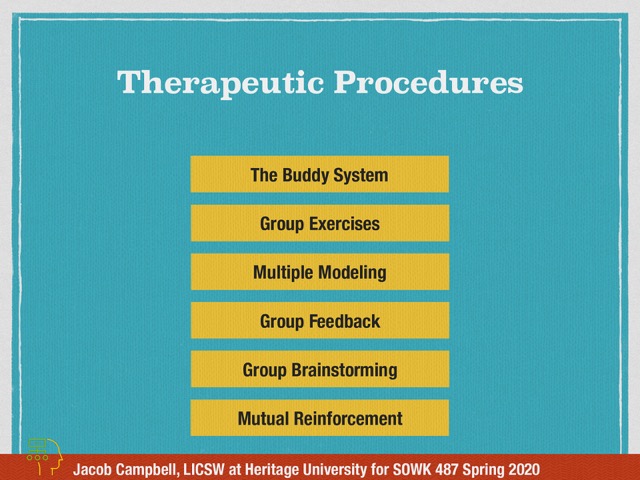 Therapeutic Procedures
The Buddy System
Group Exercises
Multiple Modeling
Group Feedback
Group Brainstorming
Mutual Reinforcement
Jacob Campbell, LICSW at Heritage University for SOWK 487 Spring 2020